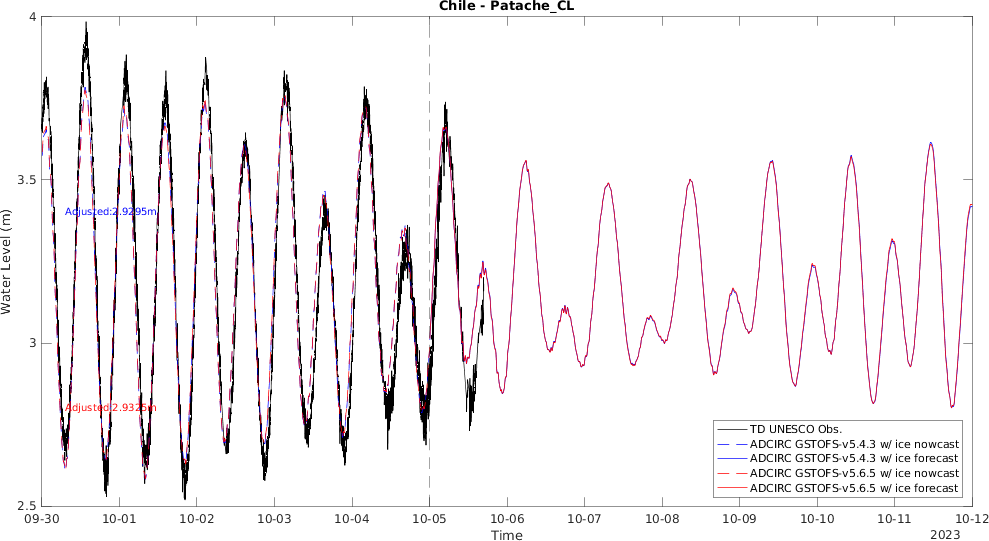 Chile - Patache_CL
4
3.5
3
2.5
Water Level (m)
Adjusted:2.9295m
Adjusted:2.9325m
TD UNESCO Obs.
ADCIRC GSTOFS-v5.4.3 w/ ice nowcast
ADCIRC GSTOFS-v5.4.3 w/ ice forecast
ADCIRC GSTOFS-v5.6.5 w/ ice nowcast
ADCIRC GSTOFS-v5.6.5 w/ ice forecast
09-30 10-01 10-02 10-03 10-04 10-05 10-06 10-07 10-08 10-09 10-10 10-11 10-12
Time
2023